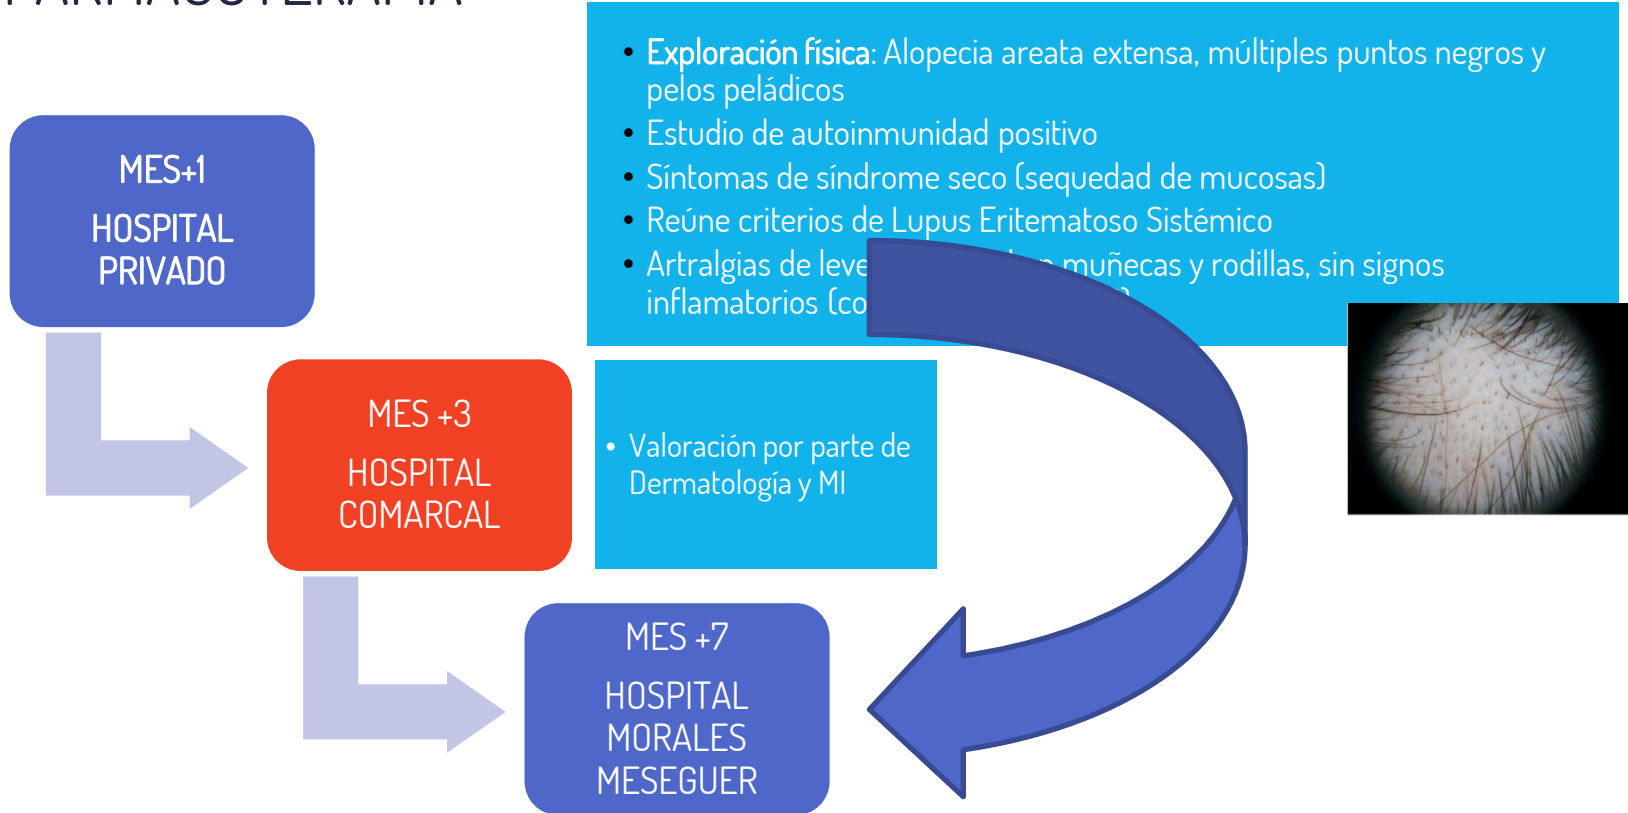 FARMACOTERAPIA
• Exploración física: Alopecia areata extensa, múltiples puntos negros y
pelos peládicos
• Estudio de autoinmunidad positivo
• Síntomas de síndrome seco (sequedad de mucosas)
• Reúne criterios de Lupus Eritematoso Sistémico
• Artralgias de leve muñecas y rodillas, sin signos
inflamatorios
MES+1
HOSPITAL
PRIVADO
MES +3
HOSPITAL
COMARCAL
• Valoración por parte de
Dermatología y MI
MES +7
HOSPITAL
MORALES
MESEGUER